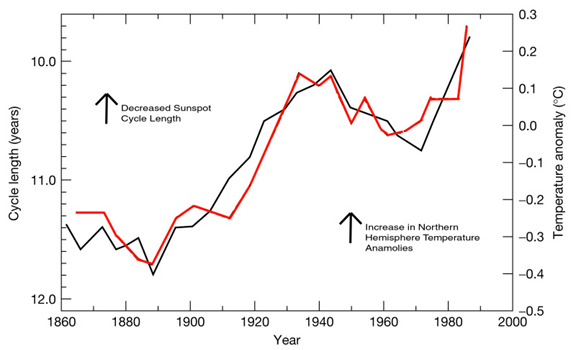 0.3
0.2
0.1
0.0
−0.1
−0.2
−0.3
−0.4
−0.5
Temperature anomaly (°C)
10.0
11.0
12.0
Cycle length (years)
Decreased Sunspot
Cycle Length
Increase in Northern
Hemisphere Temperature
Anamolies
1860 1880 1900 1920 1940 1960 1980 2000
Year